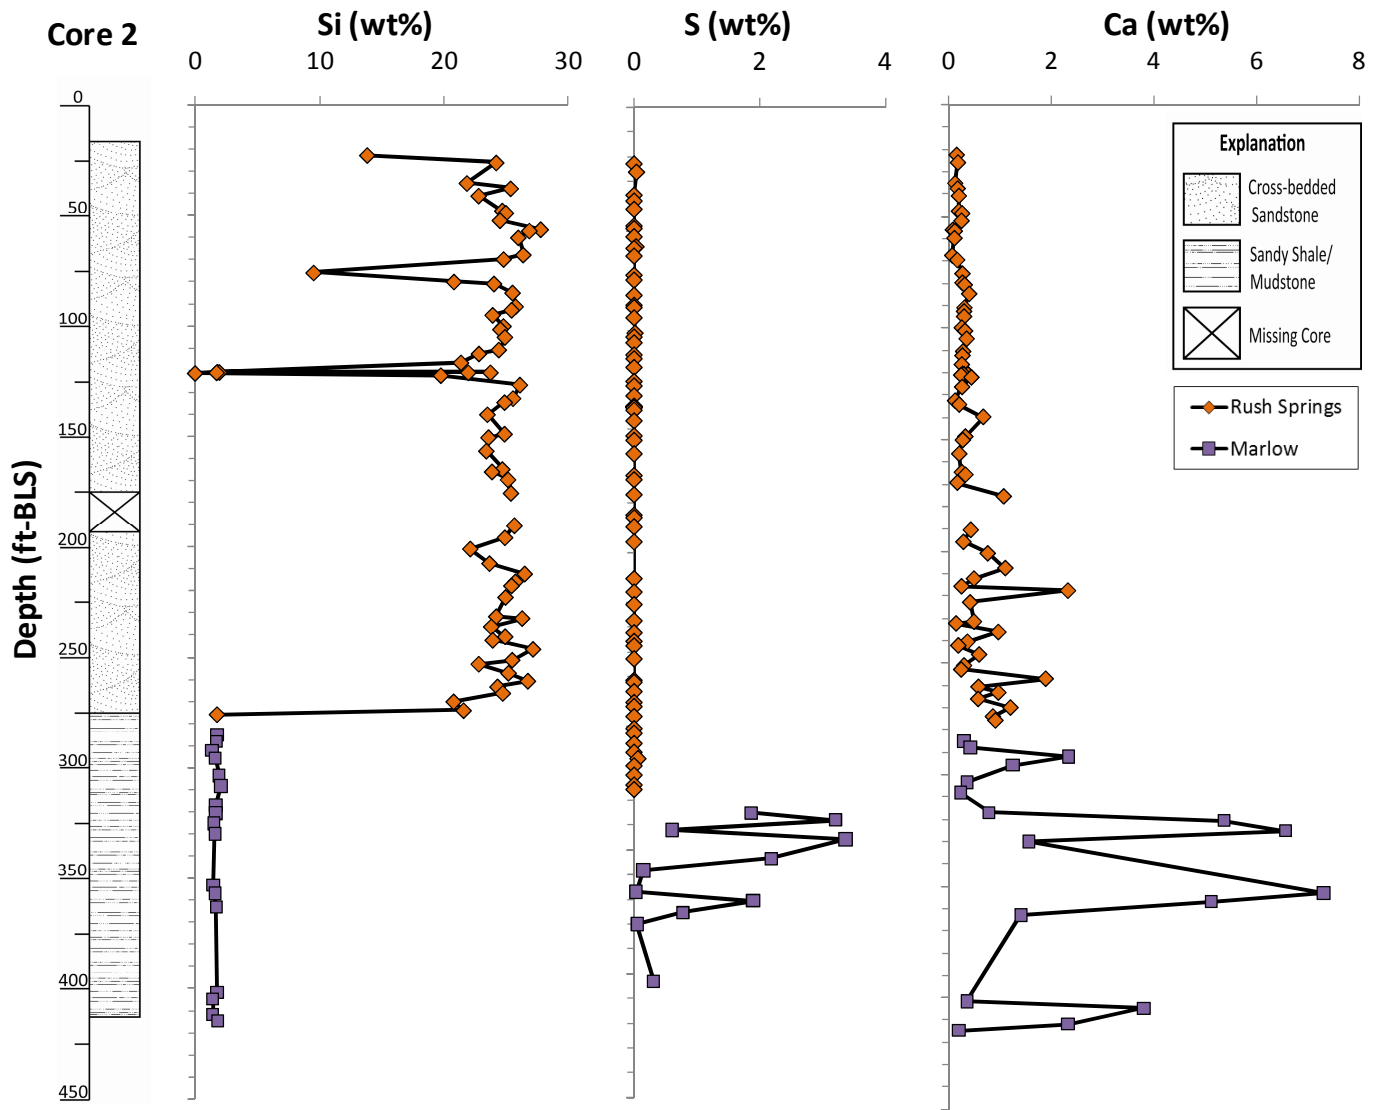 Core 2
Si (wt%)
S (wt%)
Ca (wt%)
0 10 20 30
0 2 4
0 2 4 6 8
0
50
100
150
200
250
300
350
400
450
Depth (ft-BLS)
Explanation
Cross-bedded
Sandstone
Sandy Shale/
Mudstone
Missing Core
Rush Springs
Marlow